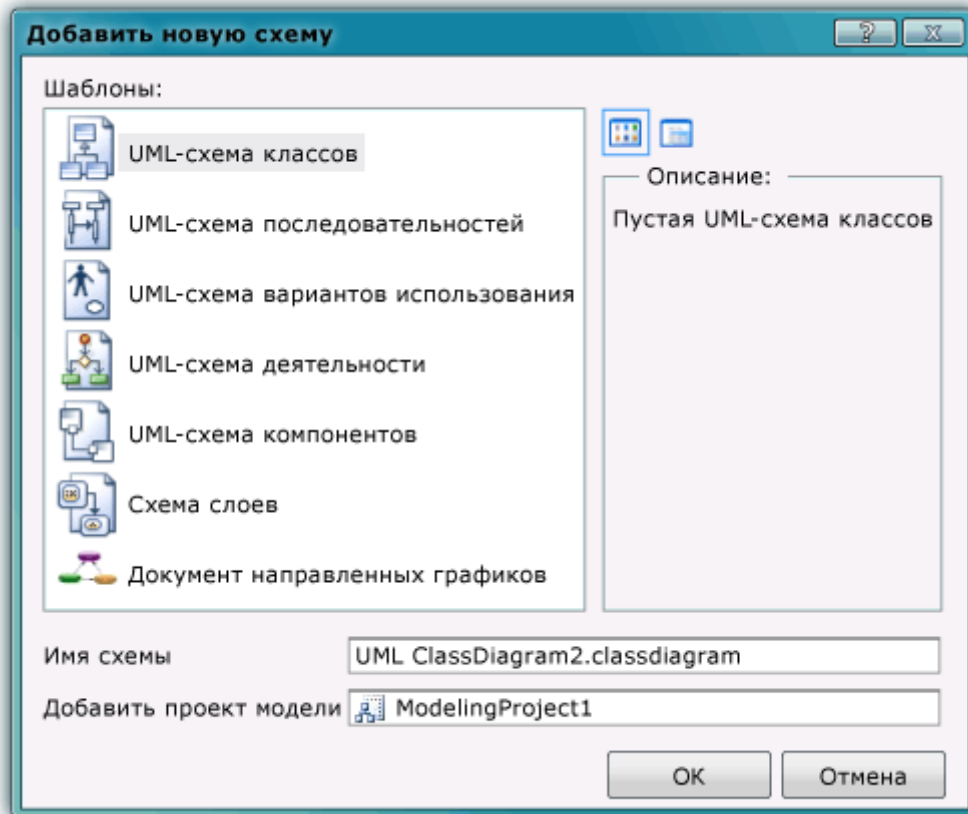 Добавить новую схему
Шаблоны:
UML-схема классов
UML-схема последовательностей
UML-схема вариантов использования
UML-схема деятельности
UML-схема компонентов
Схема слоев
Документ направленных графиков
Описание:
Пустая UML-схема классов
Имя схемы UML ClassDiagram2.classdiagram
Добавить проект модели ModelingProject1
OK Отмена